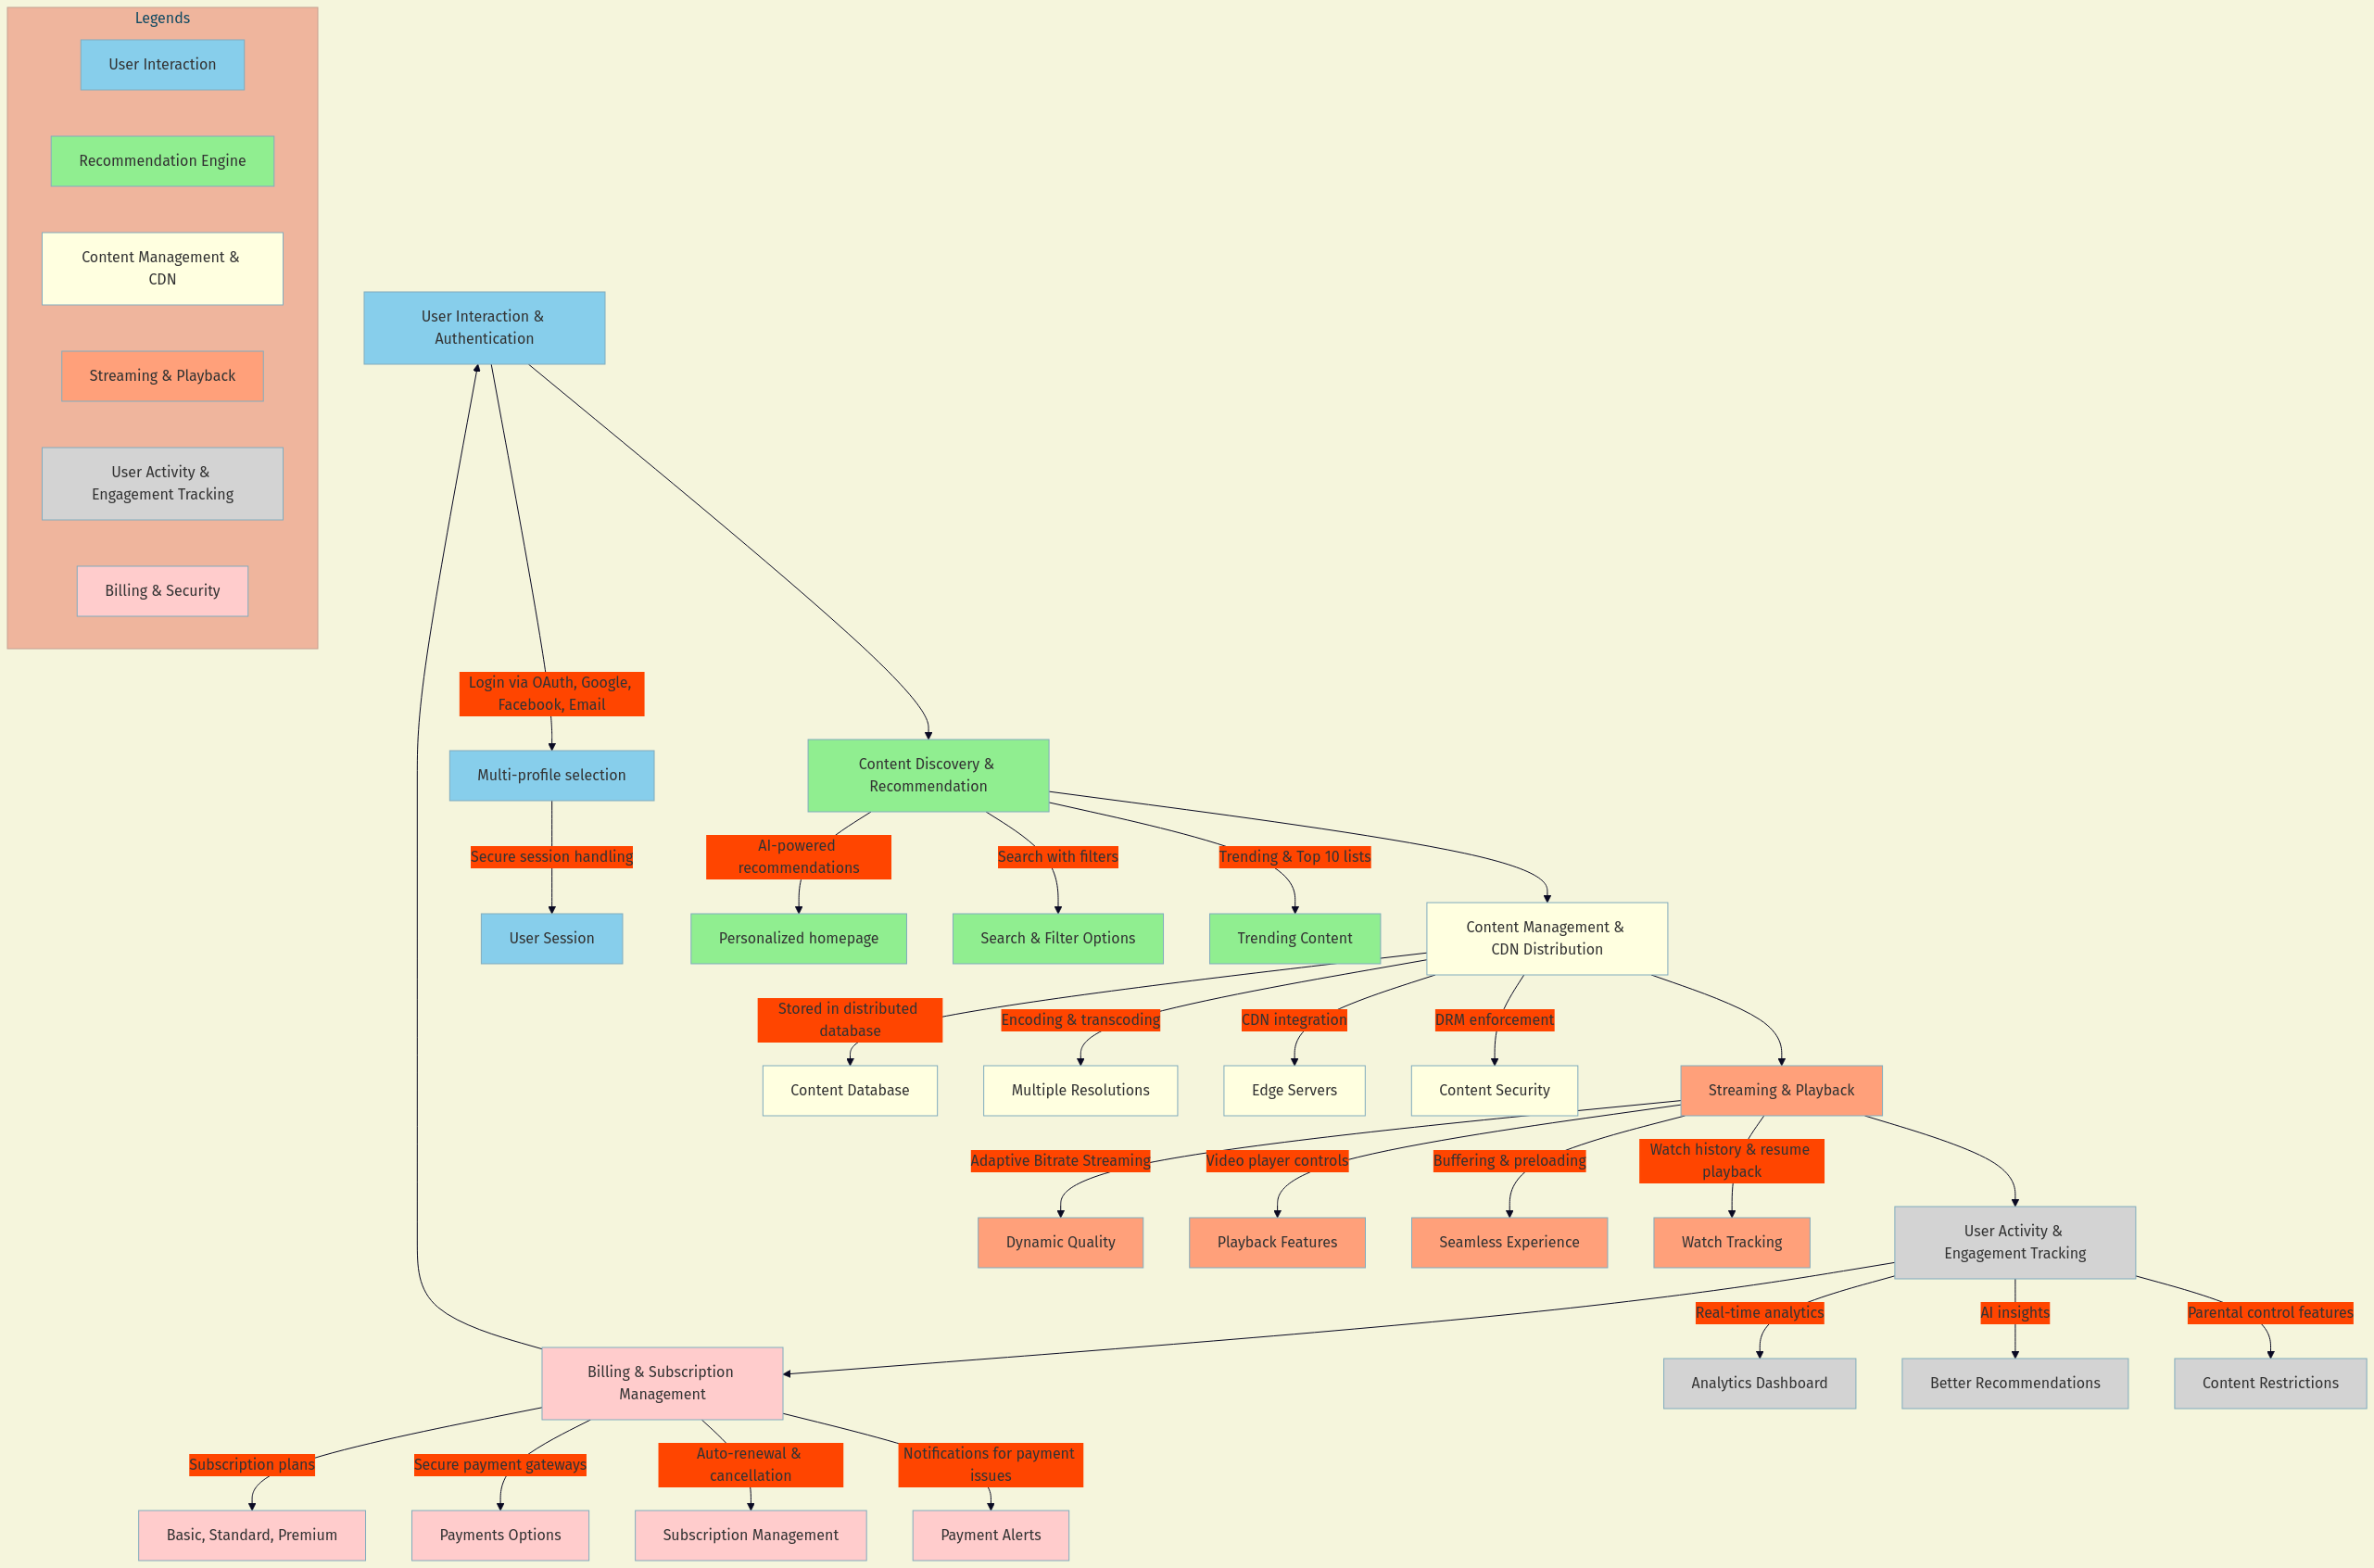 Legends
User Interaction
Recommendation Engine
Content Management &
CDN
Streaming & Playback
User Activity &
Engagement Tracking
Billing & Security
User Interaction &
Authentication
Login via OAuth, Google,
Facebook, Email
Multi-profile selection
Secure session handling
User Session
Content Discovery &
Recommendation
AI-powered
recommendations
Search with filters
Trending & Top 10 lists
Personalized homepage
Search & Filter Options
Trending Content
Content Management &
CDN Distribution
Stored in distributed
database
Encoding & transcoding
CDN integration
DRM enforcement
Content Database
Multiple Resolutions
Edge Servers
Content Security
Streaming & Playback
Adaptive Bitrate Streaming
Video player controls
Buffering & preloading
Watch history & resume
playback
Dynamic Quality
Playback Features
Seamless Experience
Watch Tracking
User Activity &
Engagement Tracking
Real-time analytics
AI insights
Parental control features
Analytics Dashboard
Better Recommendations
Content Restrictions
Billing & Subscription
Management
Subscription plans
Secure payment gateways
Auto-renewal &
cancellation
Notifications for payment
issues
Basic, Standard, Premium
Payments Options
Subscription Management
Payment Alerts